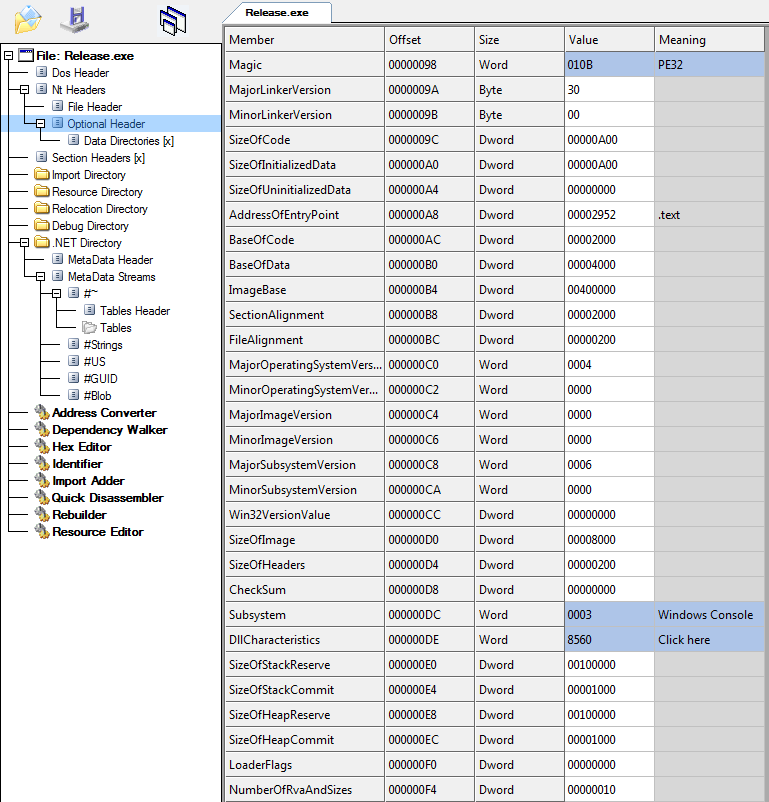 Release.exe
File: Release.exe
Dos Header
Nt Headers
File Header
Optional Header
Data Directories [x]
Section Headers [x]
Import Directory
Resource Directory
Relocation Directory
Debug Directory
.NET Directory
MetaData Header
MetaData Streams
#~
Tables Header
Tables
#Strings
#US
#GUID
#Blob
Address Converter
Dependency Walker
Hex Editor
Identifier
Import Adder
Quick Disassembler
Rebuilder
Resource Editor
Member Offset Size Value Meaning
Magic 00000098 Word 010B PE32
MajorLinkerVersion 0000009A Byte 30
MinorLinkerVersion 0000009B Byte 00
SizeOfCode 0000009C Dword 00000A00
SizeOfInitializedData 000000A0 Dword 00000A00
SizeOfUninitializedData 000000A4 Dword 00000000
AddressOfEntryPoint 000000A8 Dword 00002952 .text
BaseOfCode 000000AC Dword 00002000
BaseOfData 000000B0 Dword 00004000
ImageBase 000000B4 Dword 00400000
SectionAlignment 000000B8 Dword 00002000
FileAlignment 000000BC Dword 00000200
MajorOperatingSystemVers... 000000C0 Word 0004
MinorOperatingSystemVer... 000000C2 Word 0000
MajorImageVersion 000000C4 Word 0000
MinorImageVersion 000000C6 Word 0000
MajorSubsystemVersion 000000C8 Word 0006
MinorSubsystemVersion 000000CA Word 0000
Win32VersionValue 000000CC Dword 00000000
SizeOfImage 000000D0 Dword 00008000
SizeOfHeaders 000000D4 Dword 00000200
CheckSum 000000D8 Dword 00000000
Subsystem 000000DC Word 0003 Windows Console
DllCharacteristics 000000DE Word 8560 Click here
SizeOfStackReserve 000000E0 Dword 00100000
SizeOfStackCommit 000000E4 Dword 00001000
SizeOfHeapReserve 000000E8 Dword 00100000
SizeOfHeapCommit 000000EC Dword 00001000
LoaderFlags 000000F0 Dword 00000000
NumberOfRvaAndSizes 000000F4 Dword 00000010